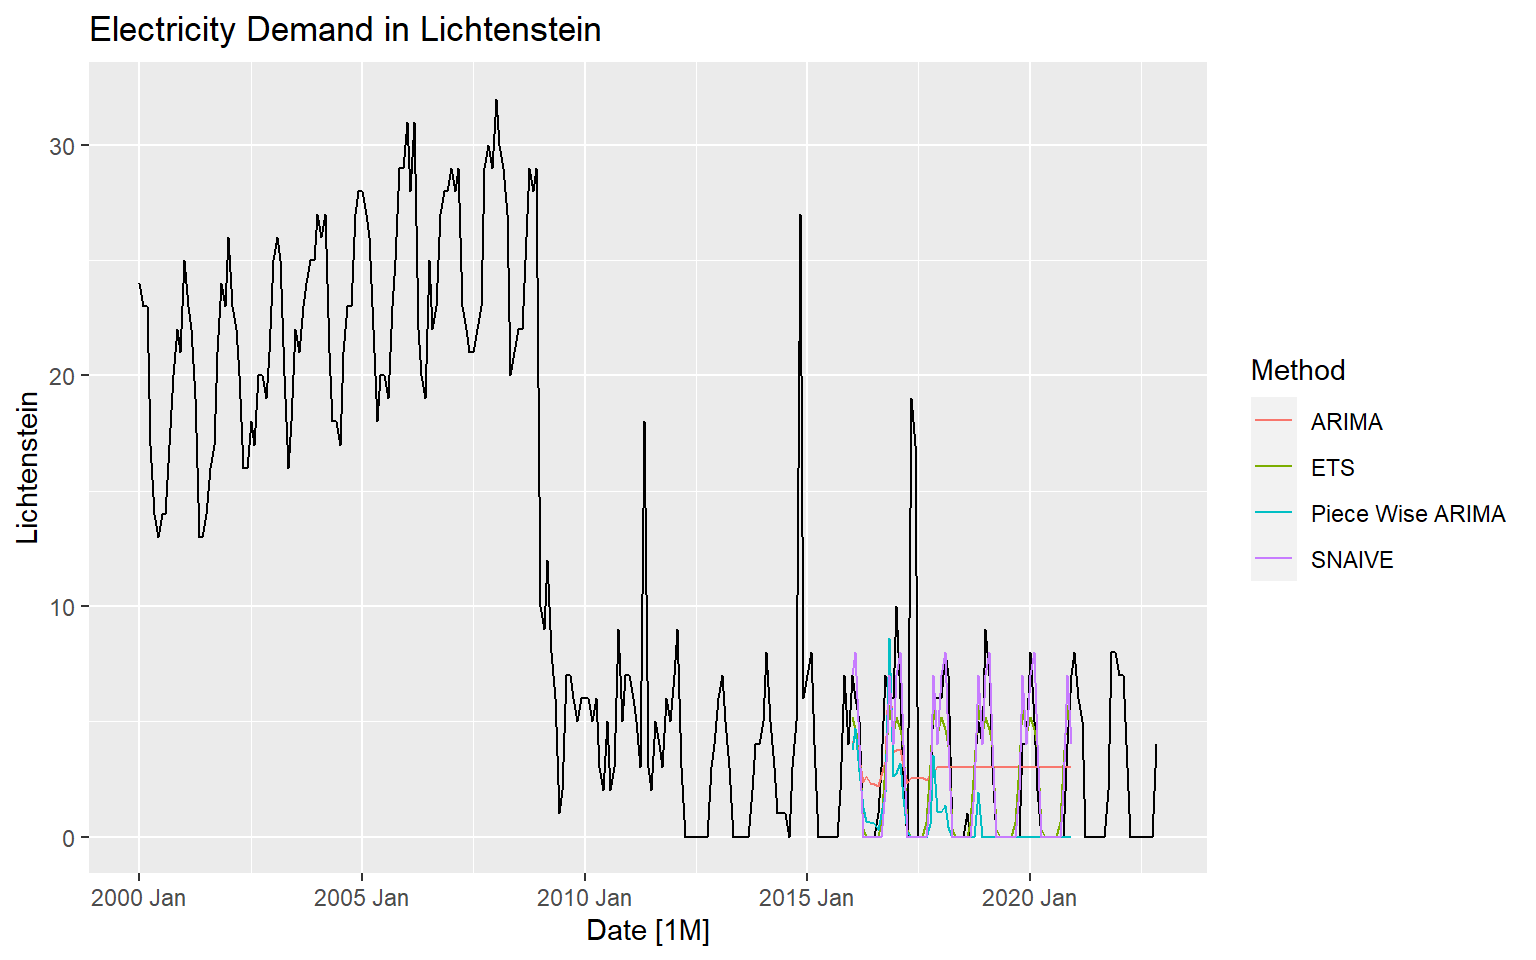 Electricity Demand in Lichtenstein
Lichtenstein
30
20
10
0
2000 Jan
2005 Jan
2010 Jan
2015 Jan
2020 Jan
Date [1M]
Method
ARIMA
ETS
Piece Wise ARIMA
SNAIVE